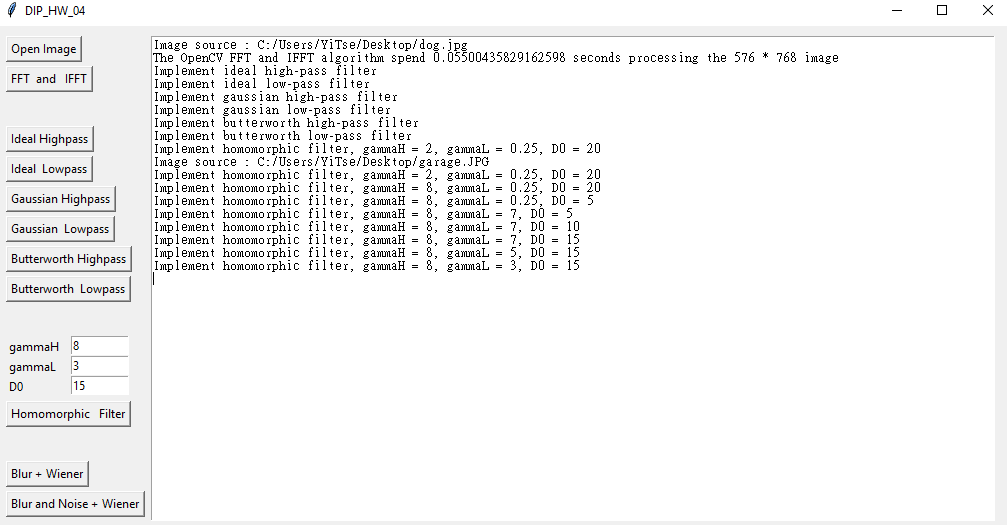 DIP_HW_04
Open Image
FFT and IFFT
Ideal Highpass
Ideal Lowpass
Gaussian Highpass
Gaussian Lowpass
Butterworth Highpass
Butterworth Lowpass
gammaH 8
gammaL 3
D0 15
Homomorphic Filter
Blur + Wiener
Blur and Noise + Wiener
Image source : C:/Users/YiTse/Desktop/dog.jpg
The OpenCV FFT and IFFT algorithm spend 0.05500435829162598 seconds processing the 576 * 768 image
Implement ideal high-pass filter
Implement ideal low-pass filter
Implement gaussian high-pass filter
Implement gaussian low-pass filter
Implement butterworth high-pass filter
Implement butterworth low-pass filter
Implement homomorphic filter, gammaH = 2, gammaL = 0.25, D0 = 20
Image source : C:/Users/YiTse/Desktop/garage.JPG
Implement homomorphic filter, gammaH = 2, gammaL = 0.25, D0 = 20
Implement homomorphic filter, gammaH = 8, gammaL = 0.25, D0 = 20
Implement homomorphic filter, gammaH = 8, gammaL = 0.25, D0 = 5
Implement homomorphic filter, gammaH = 8, gammaL = 7, D0 = 5
Implement homomorphic filter, gammaH = 8, gammaL = 7, D0 = 10
Implement homomorphic filter, gammaH = 8, gammaL = 7, D0 = 15
Implement homomorphic filter, gammaH = 8, gammaL = 5, D0 = 15
Implement homomorphic filter, gammaH = 8, gammaL = 3, D0 = 15